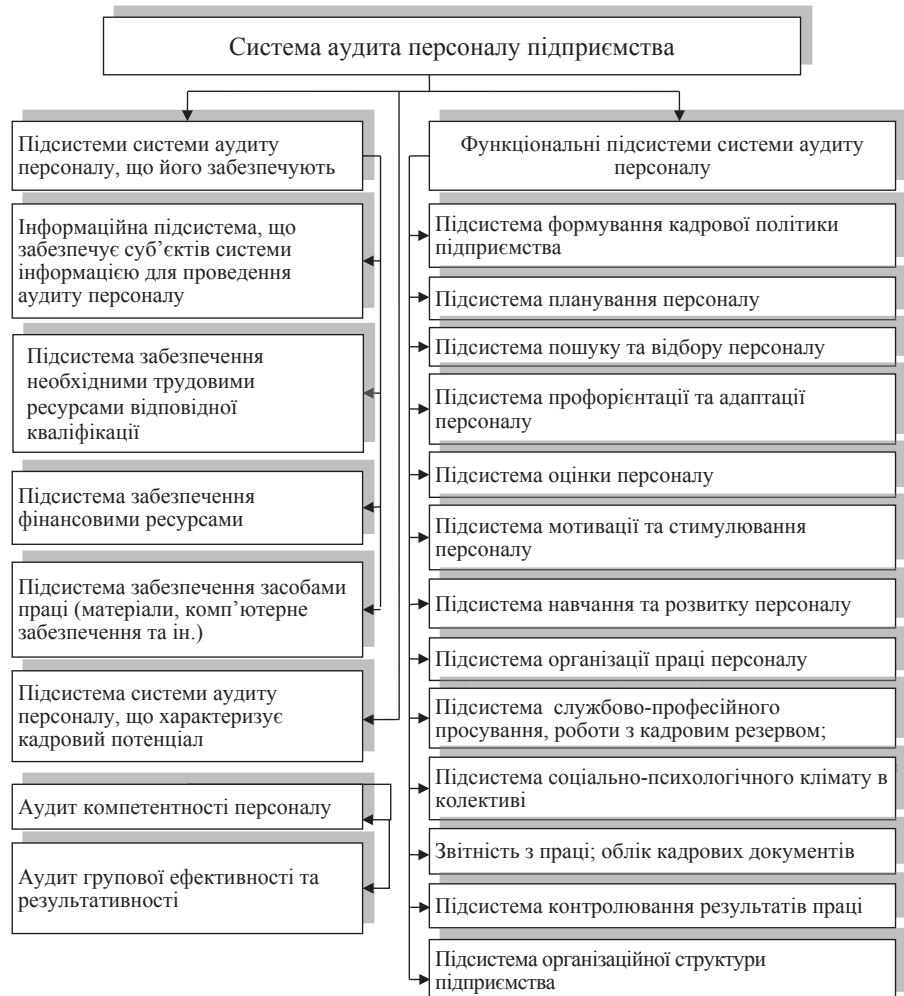 Система аудита персоналу підприємства
Підсистеми системи аудиту
персоналу, що його забезпечують
Інформаційна підсистема, що
забезпечує суб’єктів системи
інформацією для проведення
аудиту персоналу
Підсистема забезпечення
необхідними трудовими
ресурсами відповідної
кваліфікації
Підсистема забезпечення
фінансовими ресурсами
Підсистема забезпечення засобами
праці (матеріали, комп’ютерне
забезпечення та ін.)
Підсистема системи аудиту
персоналу, що характеризує
кадровий потенціал
Аудит компетентності персоналу
Аудит групової ефективності та
результативності
Функціональні підсистеми системи аудиту
персоналу
Підсистема формування кадрової політики
підприємства
Підсистема планування персоналу
Підсистема пошуку та відбору персоналу
Підсистема профорієнтації та адаптації
персоналу
Підсистема оцінки персоналу
Підсистема мотивації та стимулювання
персоналу
Підсистема навчання та розвитку персоналу
Підсистема організації праці персоналу
Підсистема службово-професійного
просування, роботи з кадровим резервом;
Підсистема соціально-психологічного клімату в
колективі
Звітність з праці; облік кадрових документів
Підсистема контролювання результатів праці
Підсистема організаційної структури
підприємства